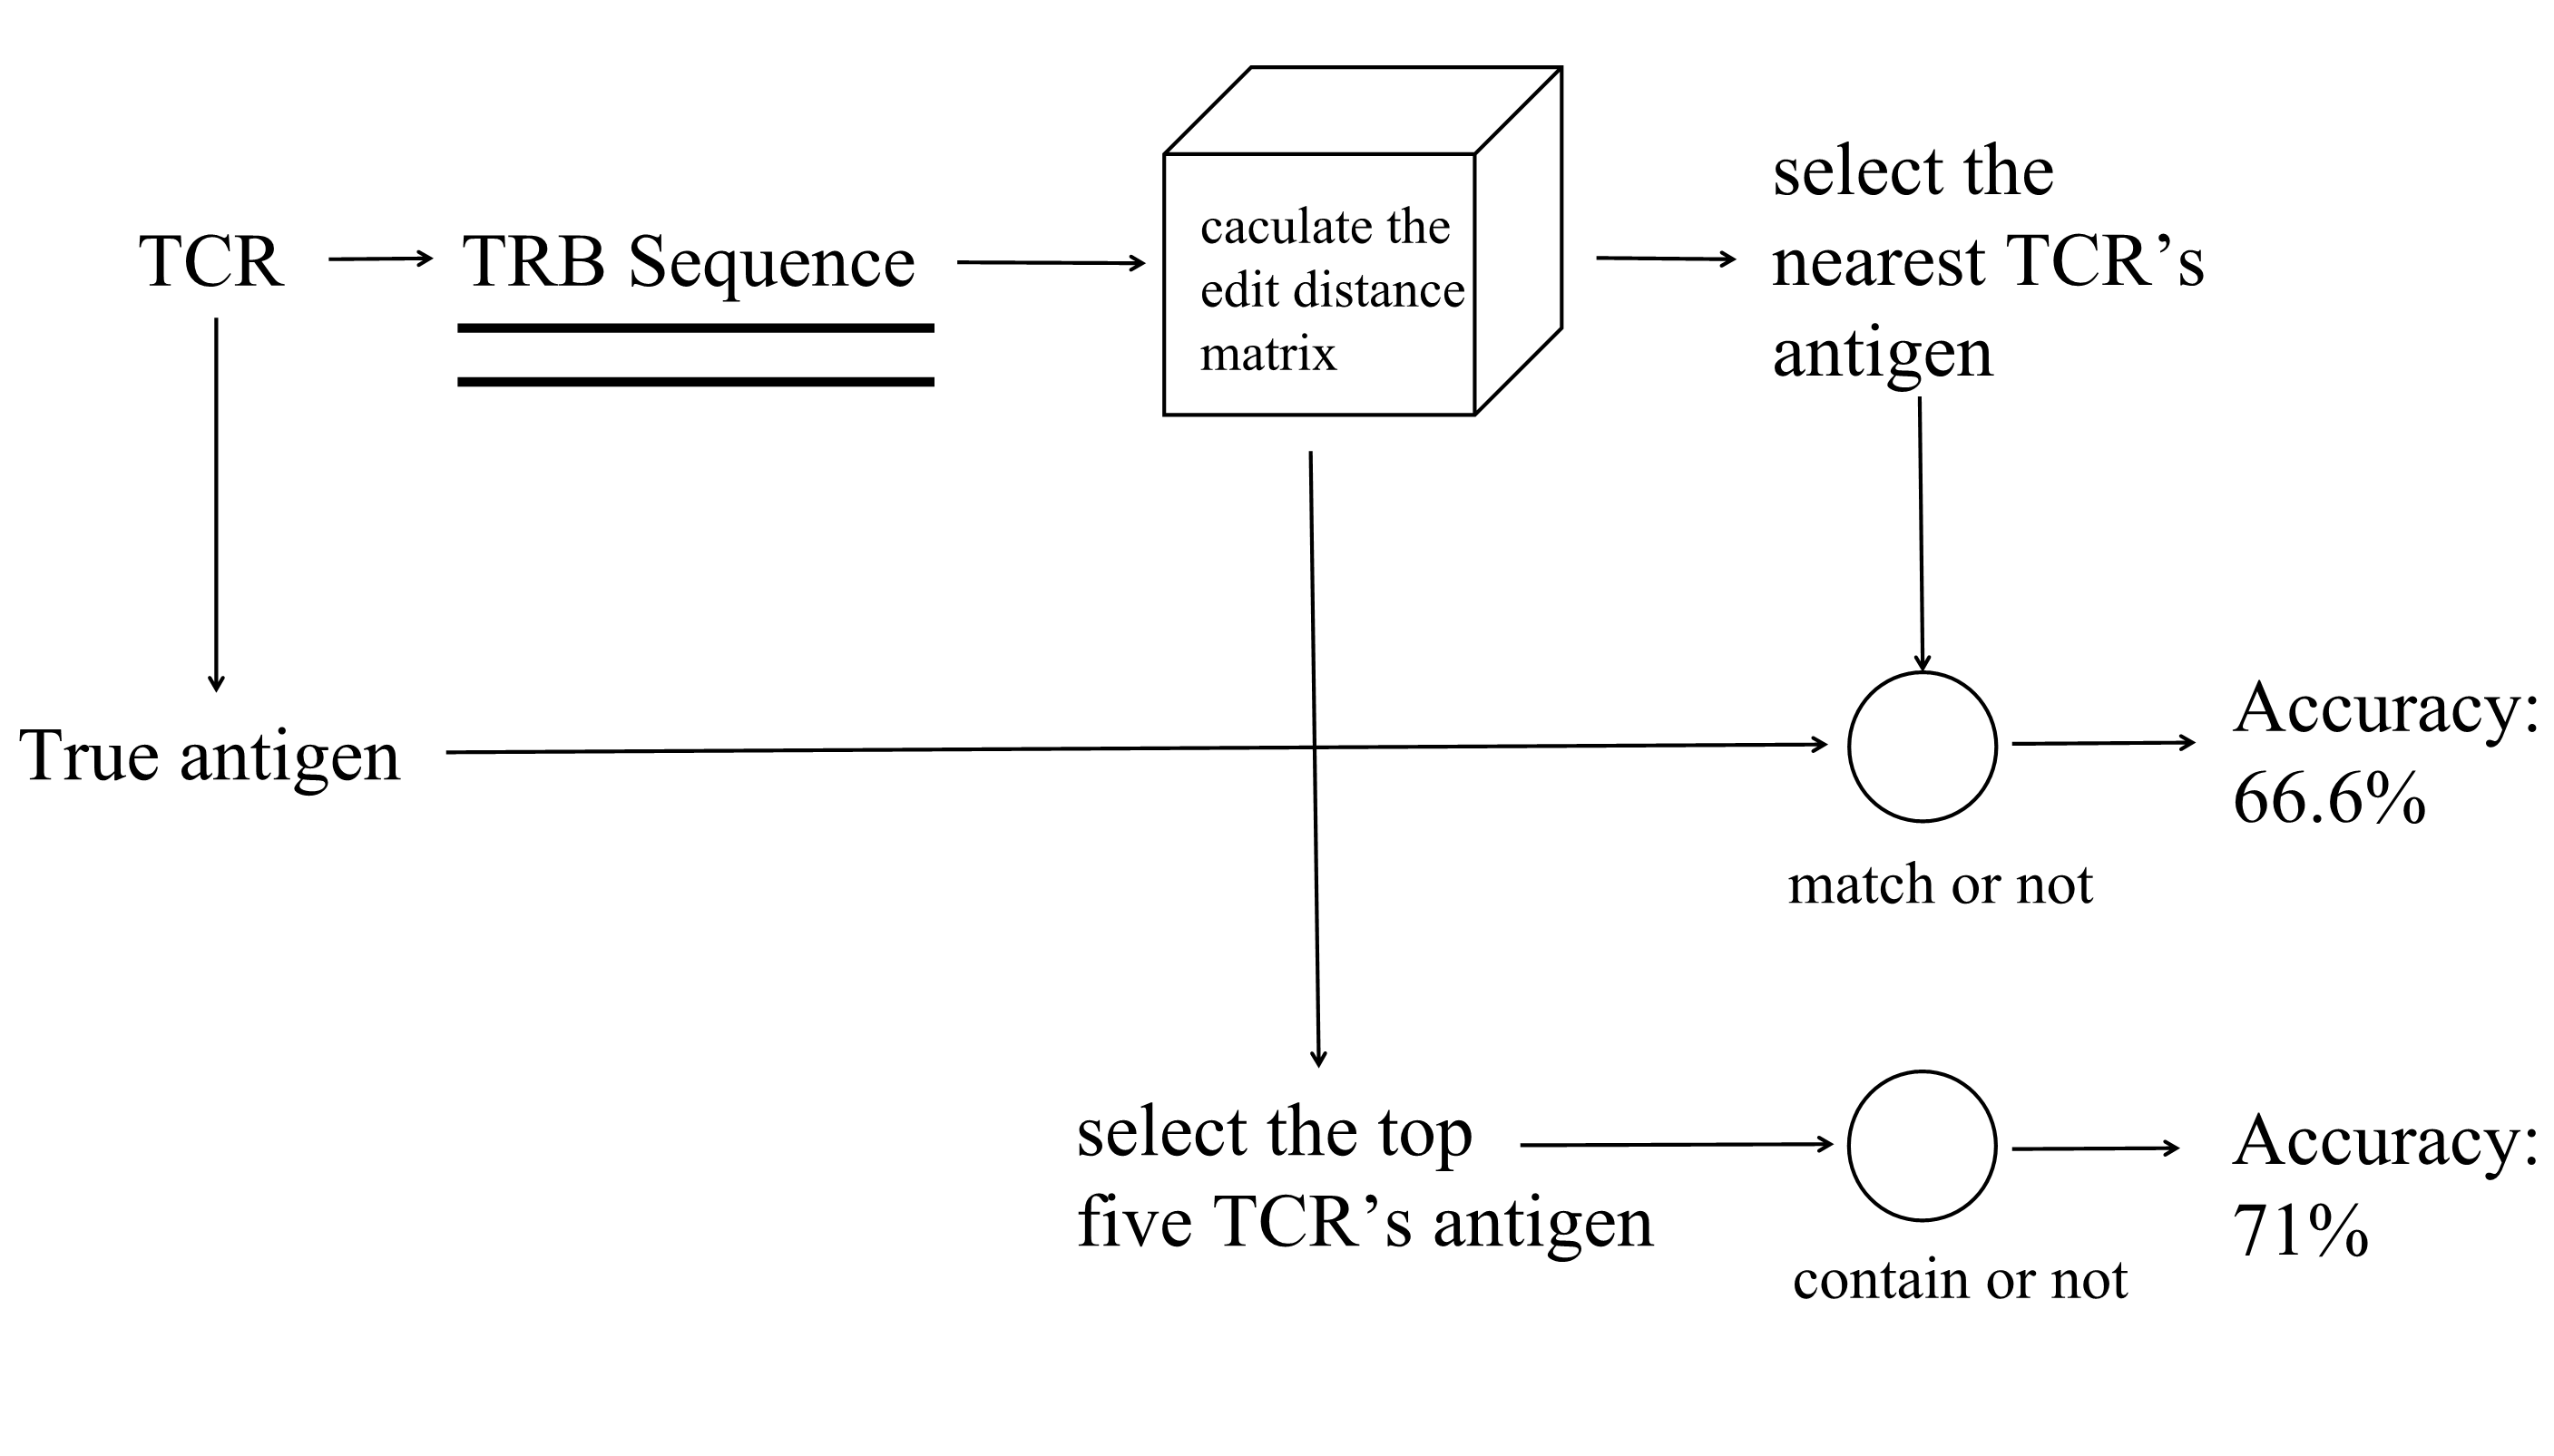 TCR
TRB Sequence
caculate the
edit distance
matrix
select the
nearest TCR’s
antigen
True antigen
Accuracy:
66.6%
match or not
select the top
five TCR’s antigen
Accuracy:
71%
contain or not